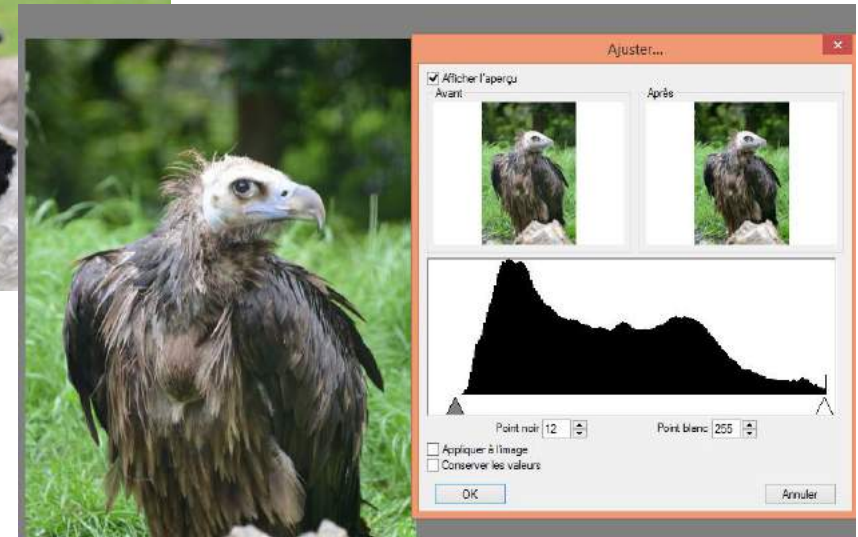 Ajuster...
Afficher l'aperçu
Avant
Après
Point noir 12
Point blanc 255
Appliquer à l'image
Conserver les valeurs
OK
Annuler